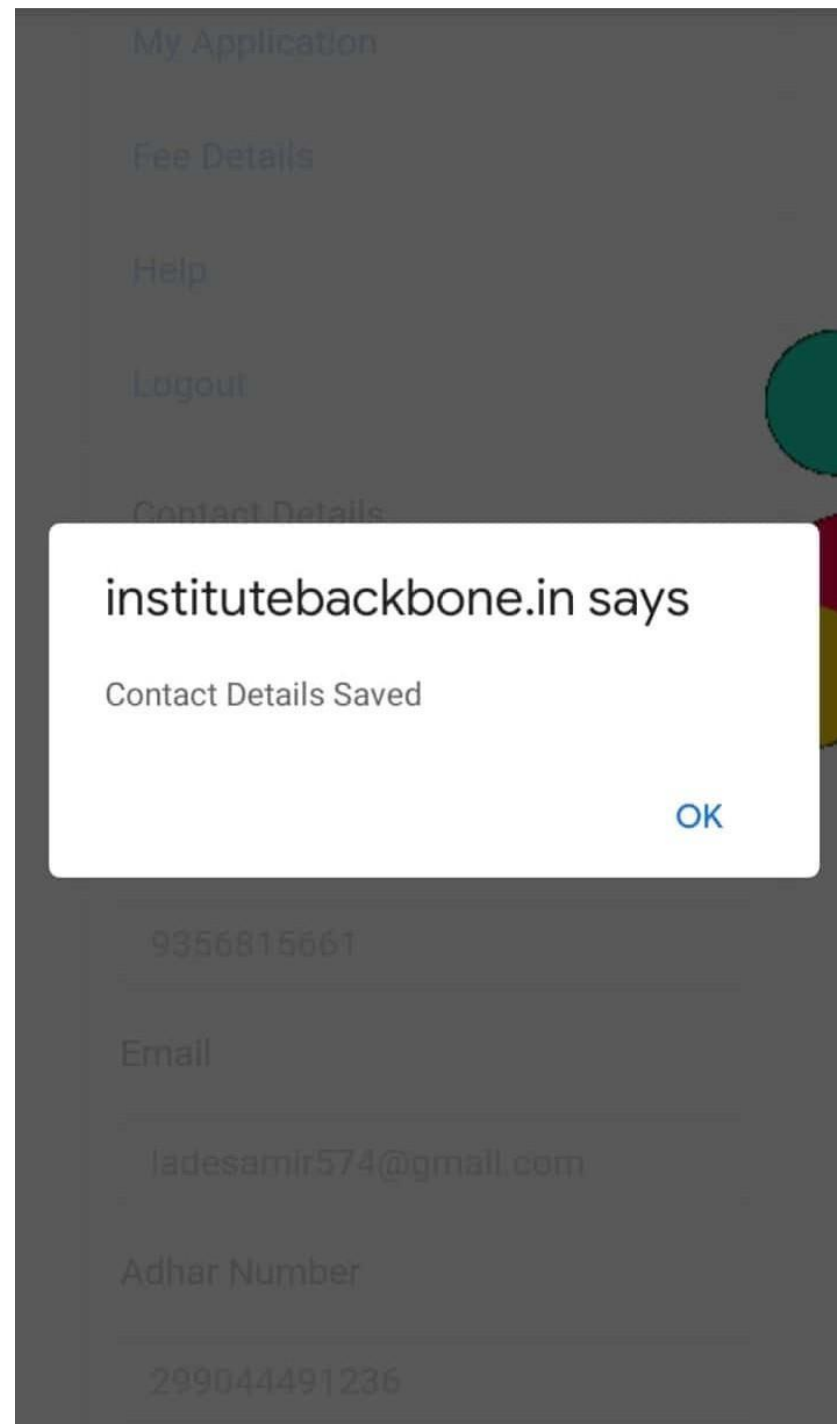 My Application
Fee Details
Help
Logout
Contact Details
institutebackbone.in says
Contact Details Saved
OK
9356815661
Email
ladesamir574@gmail.com
Adhar Number
299044491236